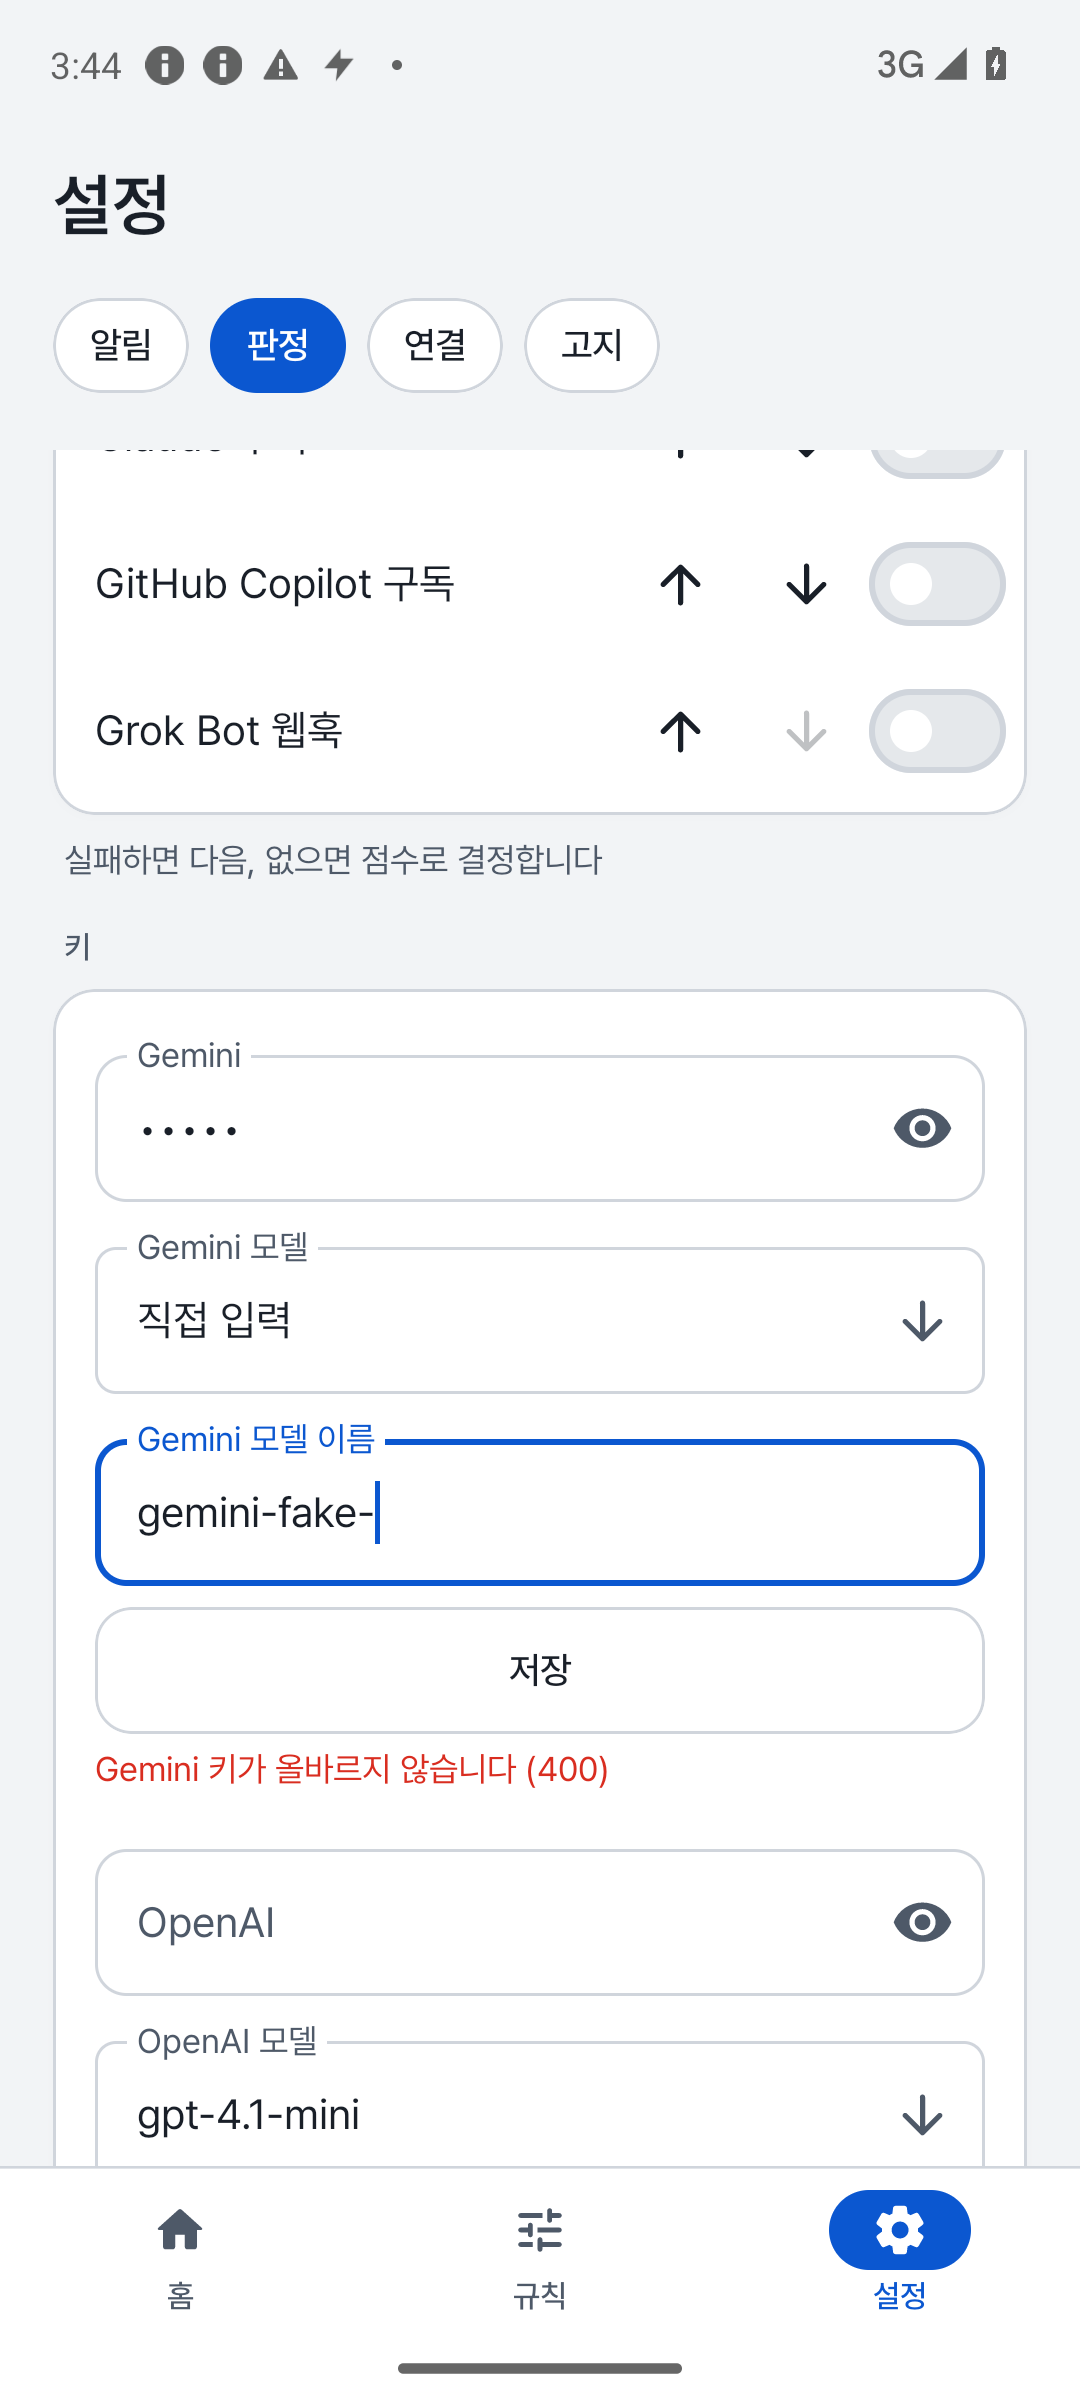 3:44
3G
설정
알림
판정
연결
고지
GitHub Copilot 구독
Grok Bot 웹훅
실패하면 다음, 없으면 점수로 결정합니다
키
Gemini
•••••
Gemini 모델
직접 입력
Gemini 모델 이름
gemini-fake-
저장
Gemini 키가 올바르지 않습니다 (400)
OpenAI
OpenAI 모델
gpt-4.1-mini
홈
규칙
설정